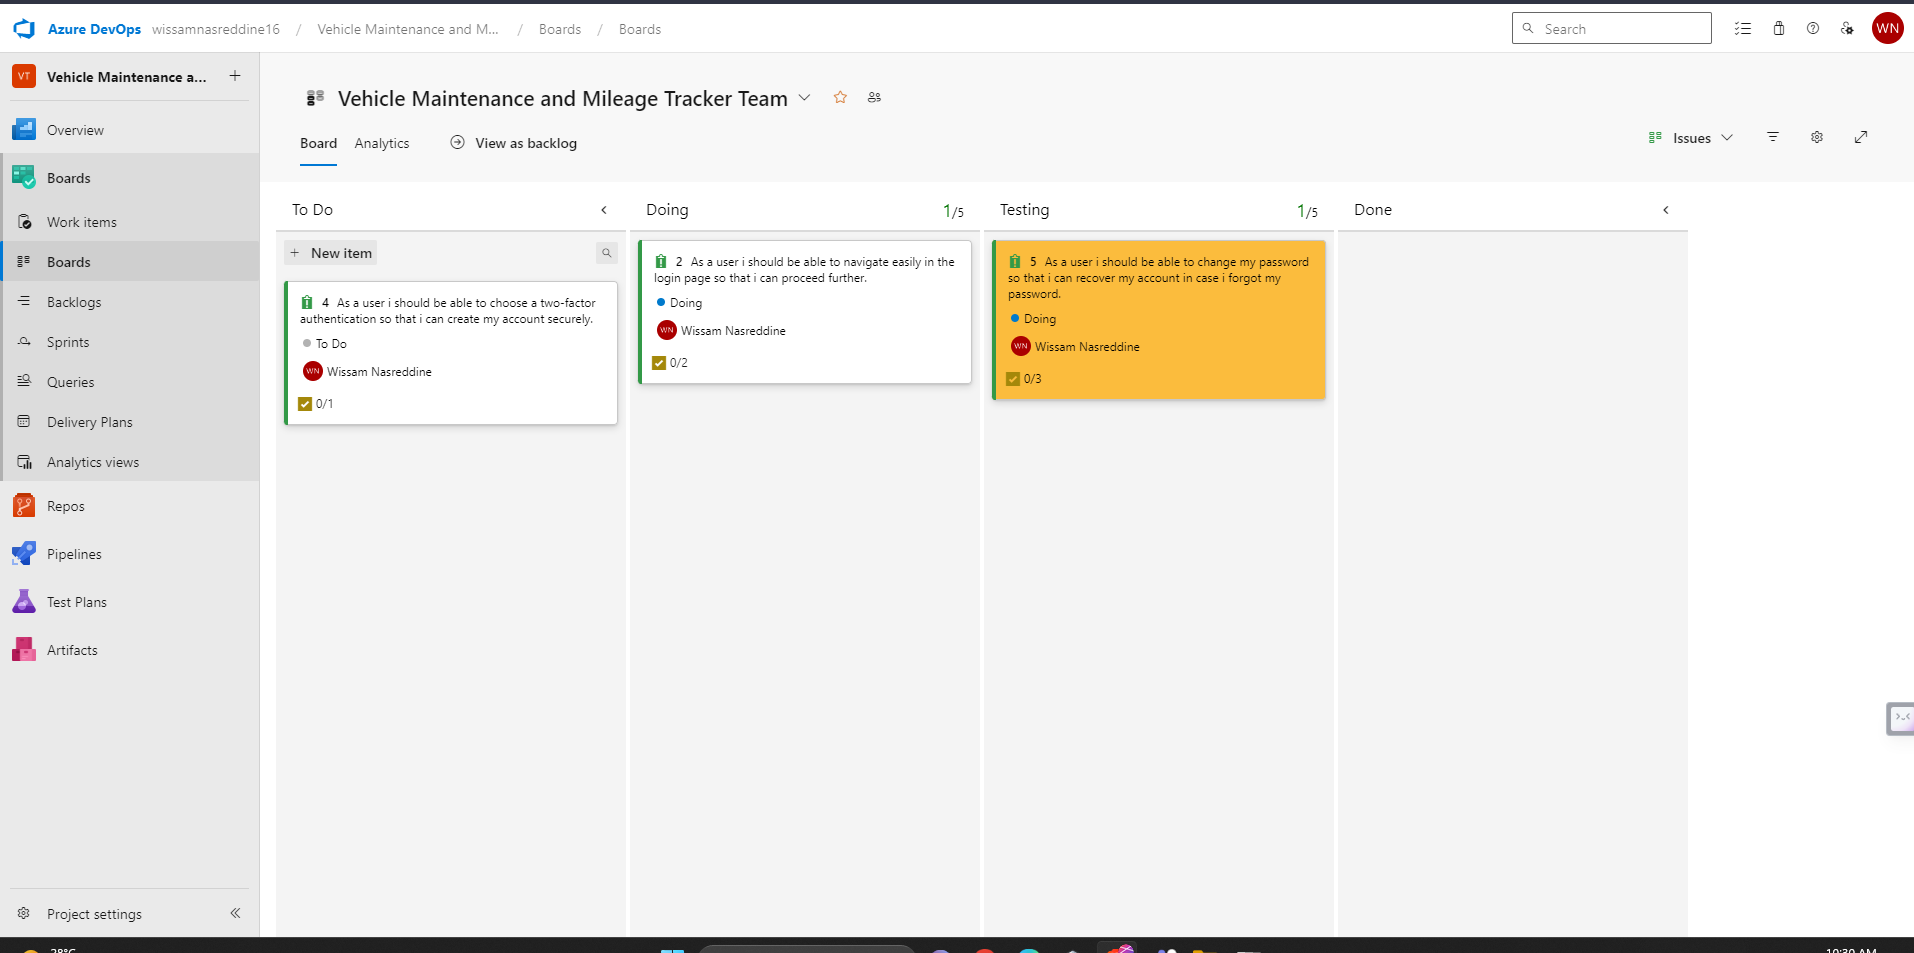 Azure DevOps wissamnasreddine16 / Vehicle Maintenance and M... / Boards / Boards
Search
WN
VT Vehicle Maintenance a... +
Overview
Boards
Work items
Boards
Backlogs
Sprints
Queries
Delivery Plans
Analytics views
Repos
Pipelines
Test Plans
Artifacts
Project settings
Vehicle Maintenance and Mileage Tracker Team
Board Analytics View as backlog
Issues
To Do
+ New item
4 As a user i should be able to choose a two-factor
authentication so that i can create my account securely.
To Do
WN Wissam Nasreddine
0/1
Doing 1/5
2 As a user i should be able to navigate easily in the
login page so that i can proceed further.
Doing
WN Wissam Nasreddine
0/2
Testing 1/5
5 As a user i should be able to change my password
so that i can recover my account in case i forgot my
password.
Doing
WN Wissam Nasreddine
0/3
Done
28°C
10:30 AM